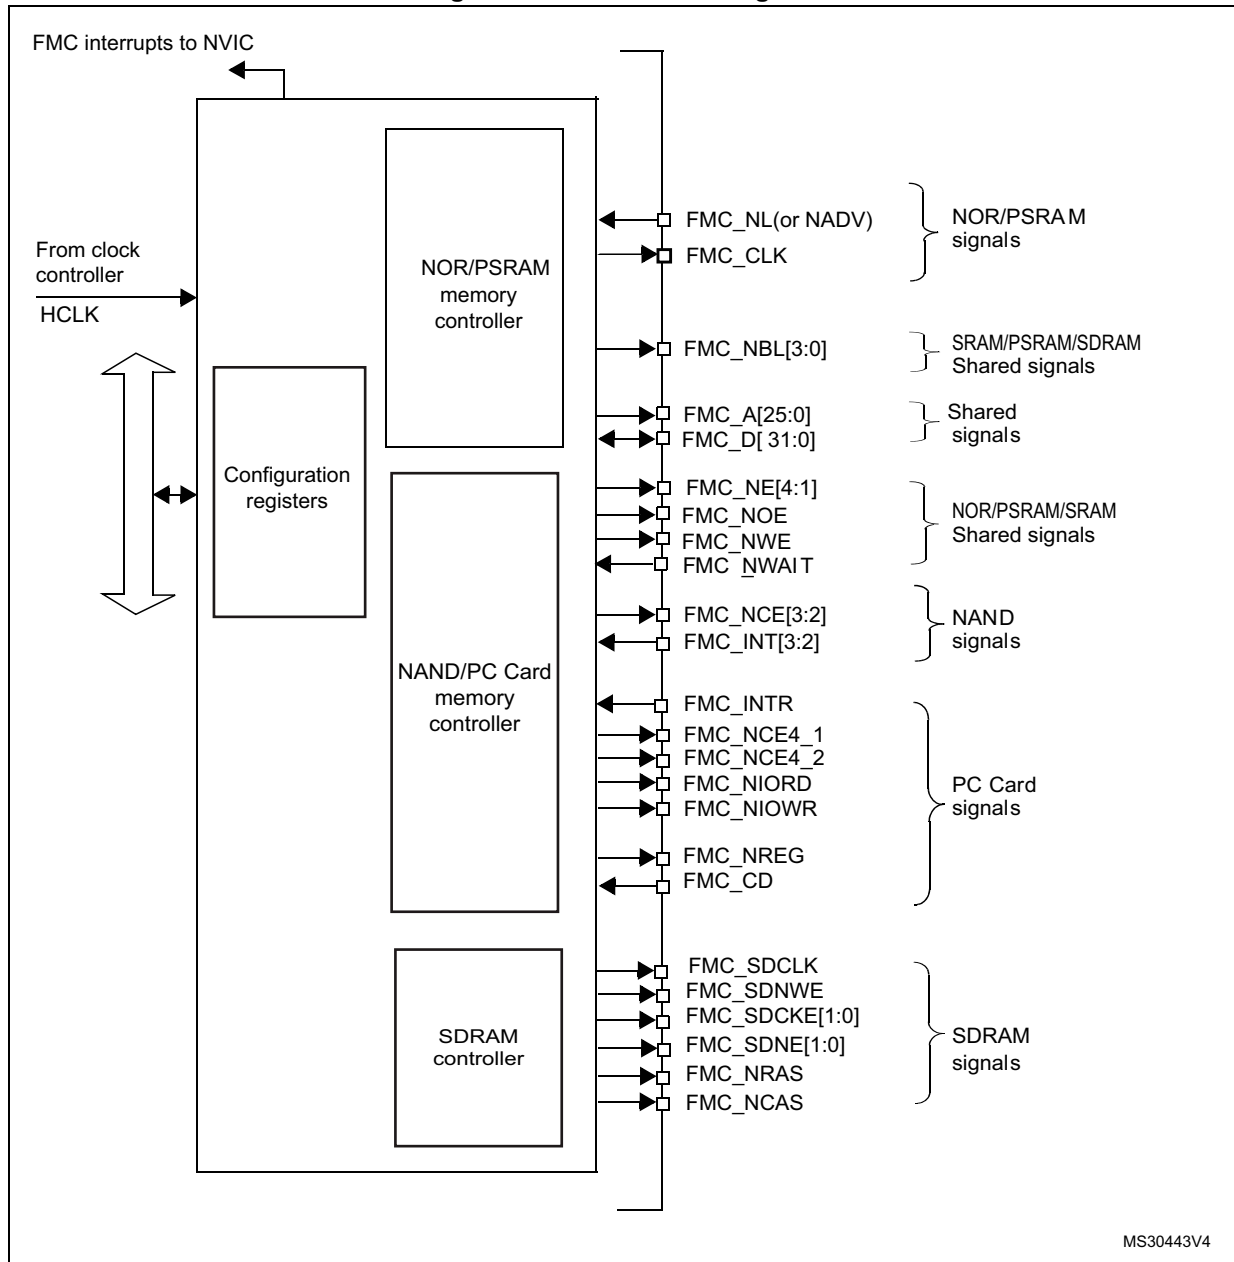 FMC interrupts to NVIC
From clock
controller
HCLK
Configuration
registers
NOR/PSRAM
memory
controller
NAND/PC Card
memory
controller
SDRAM
controller
FMC_NL(or NADV)
FMC_CLK
NOR/PSRAM
signals
FMC_NBL[3:0]
SRAM/PSRAM/SDRAM
Shared signals
FMC_A[25:0]
FMC_D[ 31:0]
Shared
signals
FMC_NE[4:1]
FMC_NOE
FMC_NWE
FMC_NWAIT
NOR/PSRAM/SRAM
Shared signals
FMC_NCE[3:2]
FMC_INT[3:2]
NAND
signals
FMC_INTR
FMC_NCE4_1
FMC_NCE4_2
FMC_NIORD
FMC_NIOWR
FMC_NREG
FMC_CD
PC Card
signals
FMC_SDCLK
FMC_SDNWE
FMC_SDCKE[1:0]
FMC_SDNE[1:0]
FMC_NRAS
FMC_NCAS
SDRAM
signals
MS30443V4